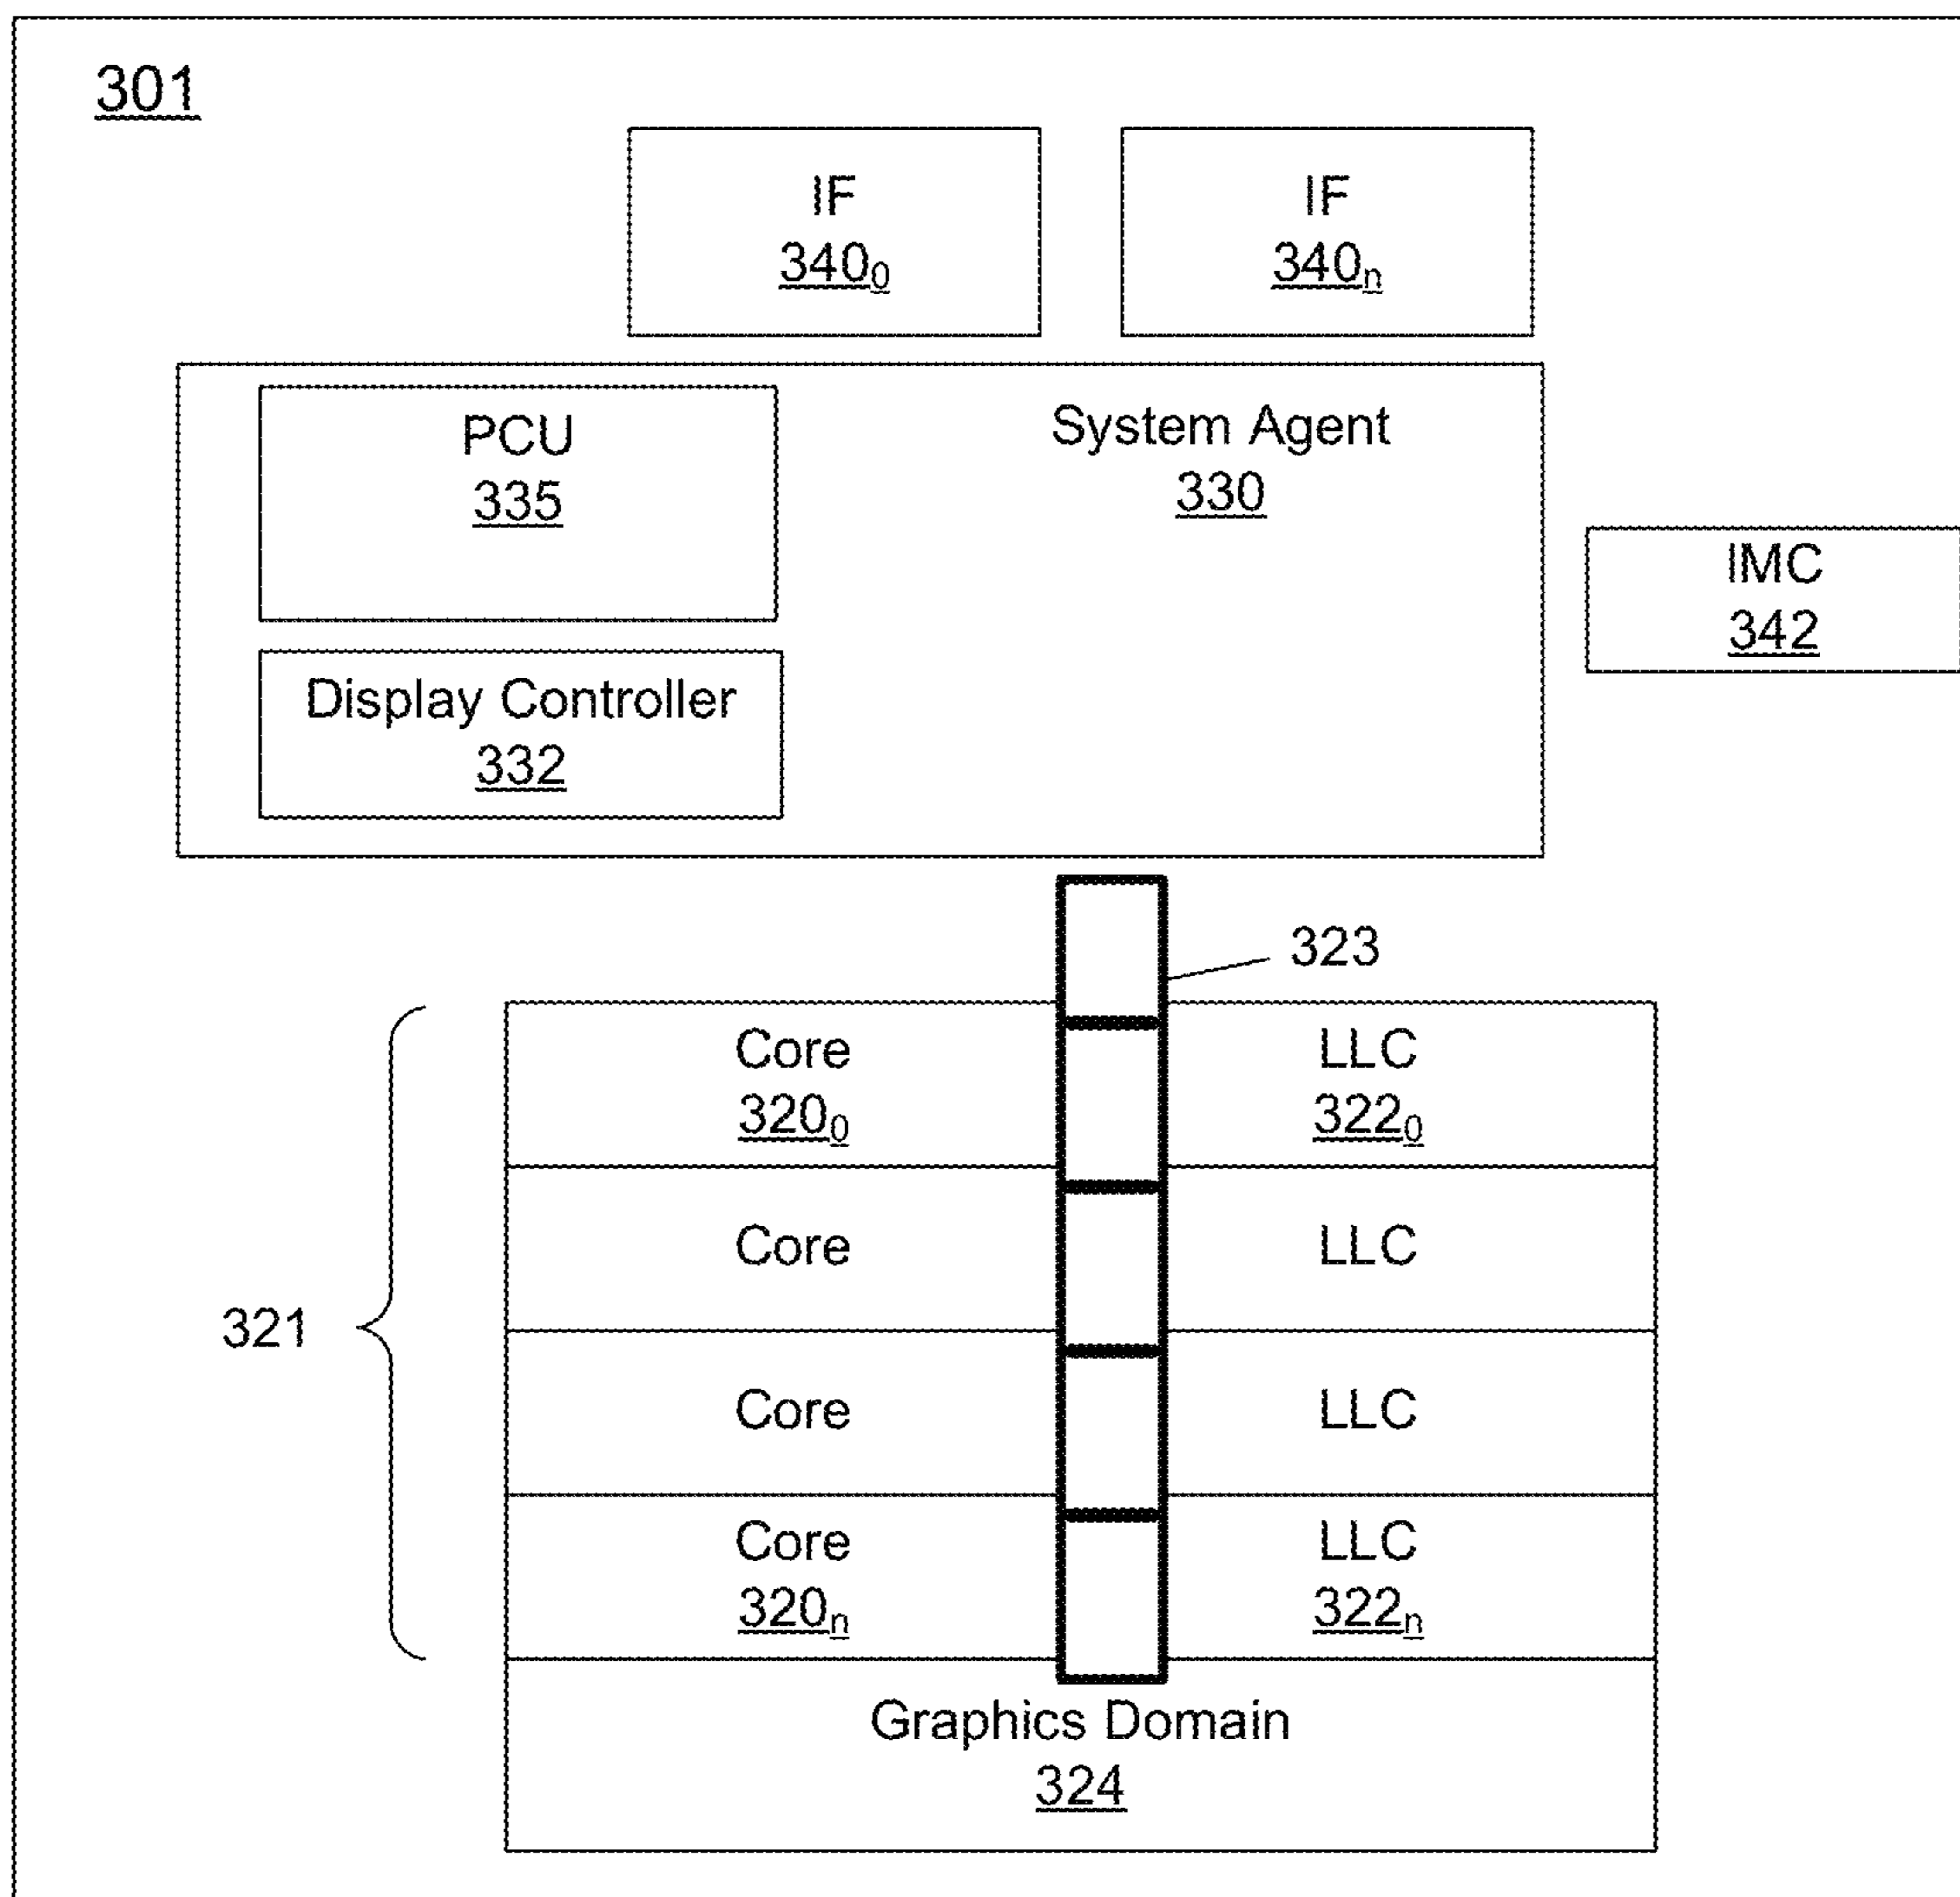 301
IF
340₀
IF
340ₙ
PCU
335
System Agent
330
IMC
342
Display Controller
332
323
321
Core
320₀
LLC
322₀
Core
LLC
Core
LLC
Core
320ₙ
LLC
322ₙ
Graphics Domain
324